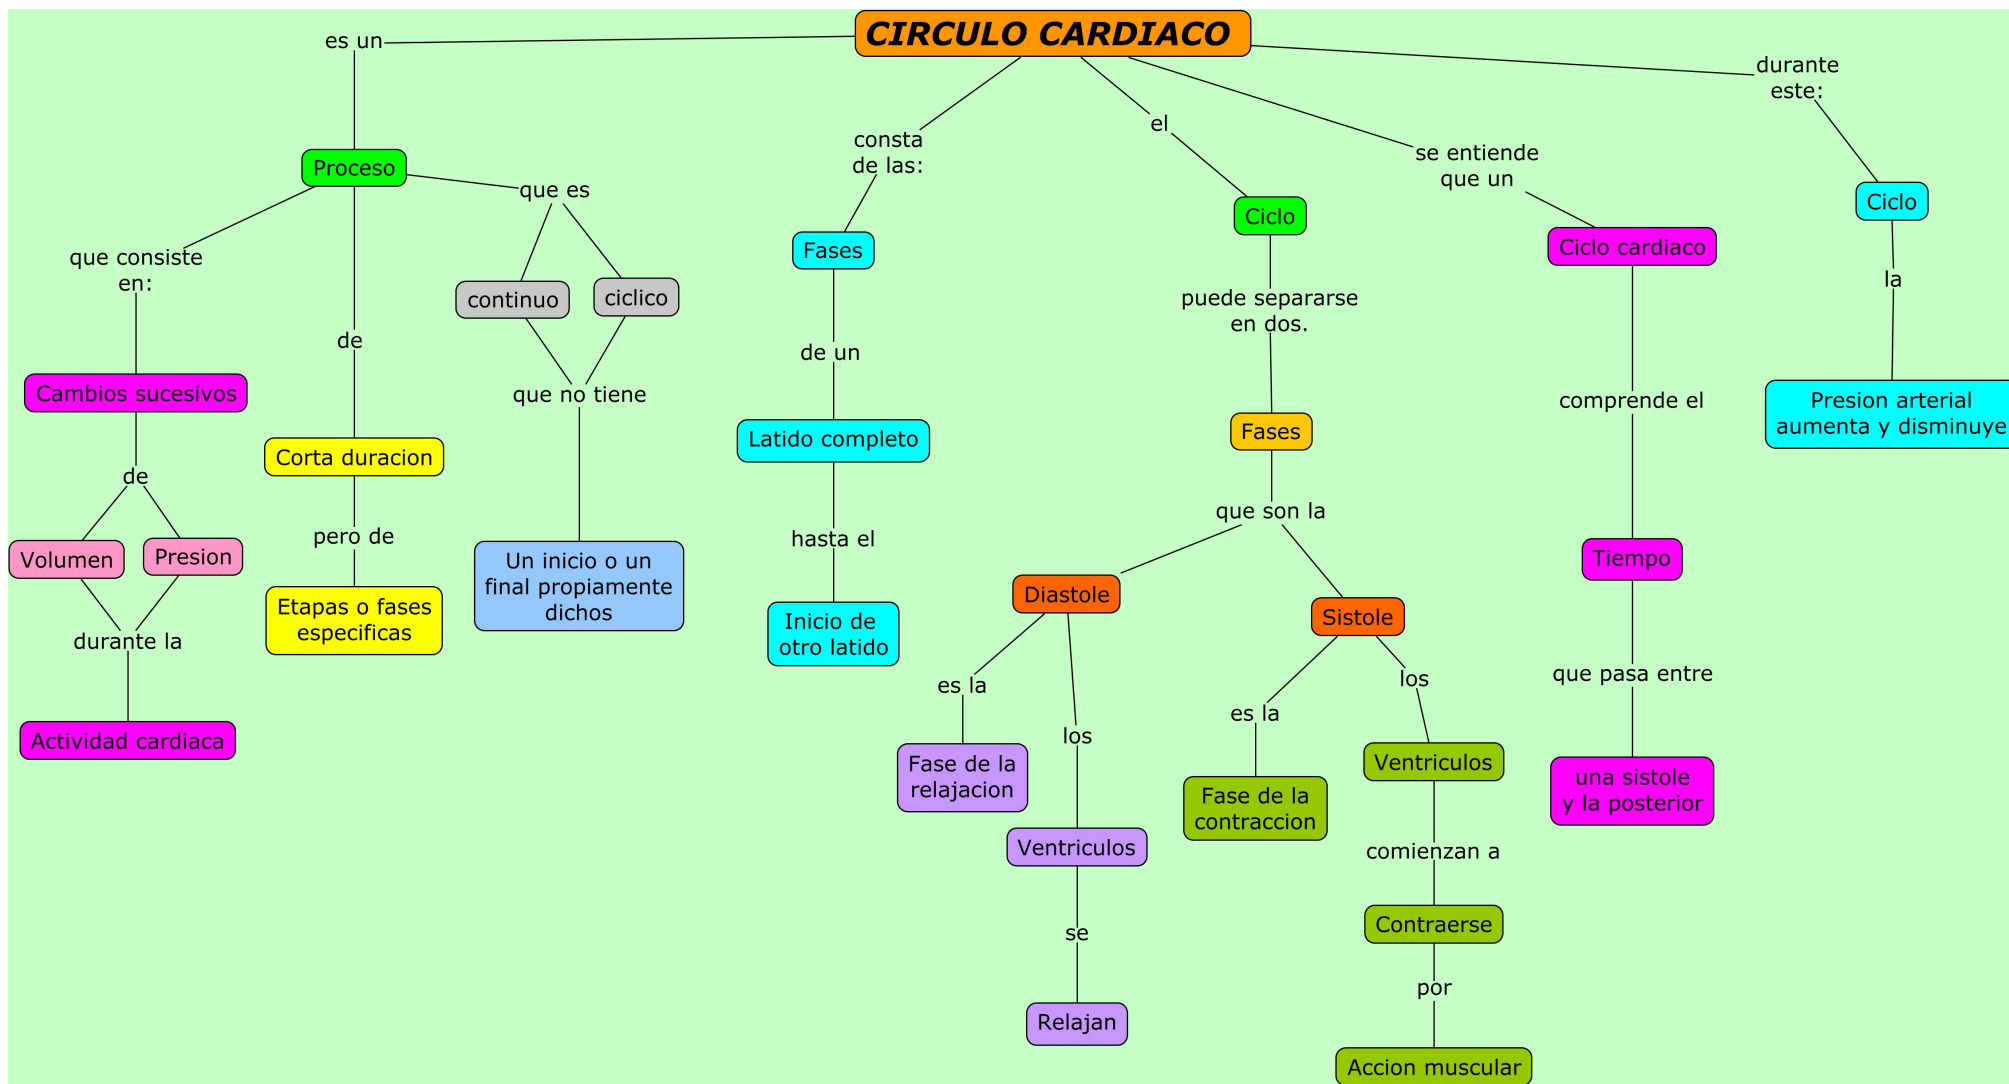 CIRCULO CARDIACO
es un
Proceso
que consiste
en:
Cambios sucesivos
de
Volumen
Presion
durante la
Actividad cardiaca
de
Corta duracion
pero de
Etapas o fases
especificas
que es
continuo
ciclico
que no tiene
Un inicio o un
final propiamente
dichos
consta
de las:
Fases
de un
Latido completo
hasta el
Inicio de
otro latido
el
Ciclo
puede separarse
en dos.
Fases
que son la
Diastole
es la
Fase de la
relajacion
los
Ventriculos
se
Relajan
Sistole
es la
Fase de la
contraccion
los
Ventriculos
comienzan a
Contraerse
por
Accion muscular
se entiende
que un
Ciclo cardiaco
comprende el
Tiempo
que pasa entre
una sistole
y la posterior
durante
este:
Ciclo
la
Presion arterial
aumenta y disminuye